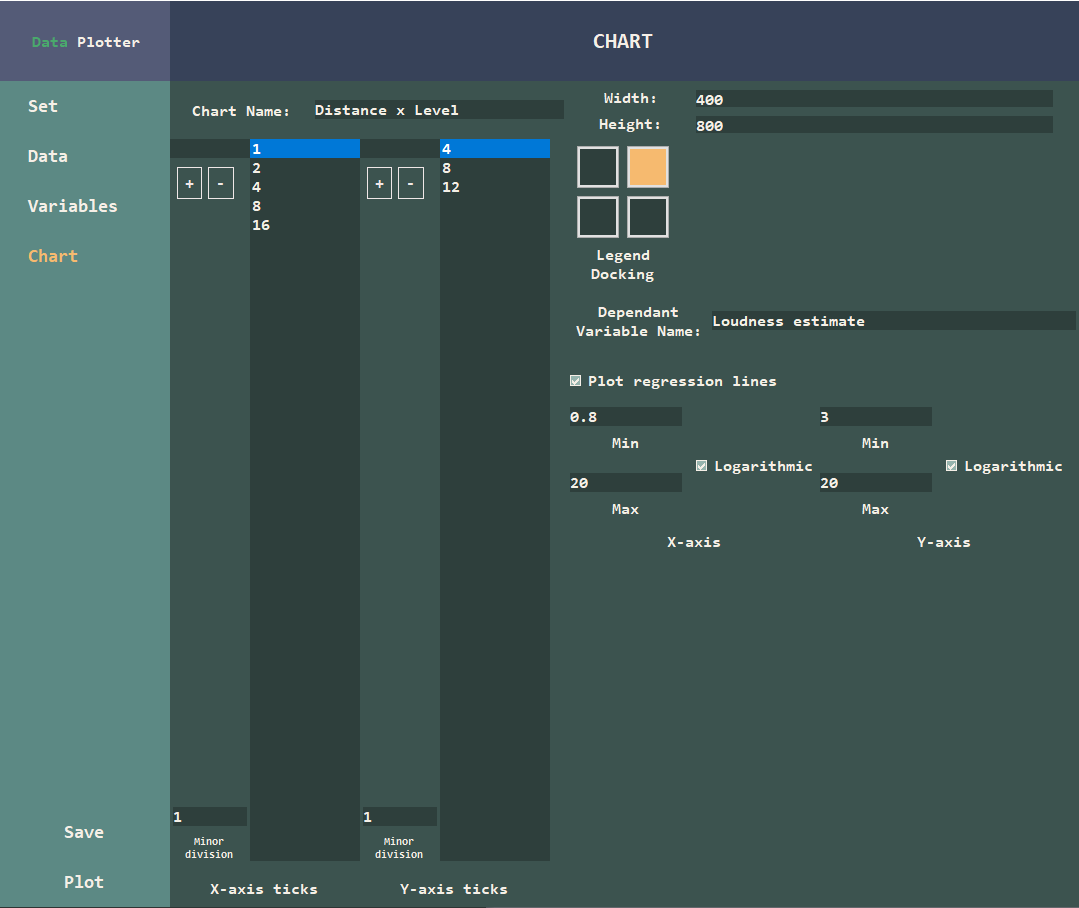 Data Plotter
CHART
Set
Data
Variables
Chart
Save
Plot
Chart Name: Distance x Level
+ -
1
2
4
8
16
1
Minor
division
X-axis ticks
+ -
4
8
12
1
Minor
division
Y-axis ticks
Width: 400
Height: 800
Legend
Docking
Dependant
Variable Name: Loudness estimate
Plot regression lines
0.8
Min
Logarithmic
20
Max
X-axis
3
Min
Logarithmic
20
Max
Y-axis